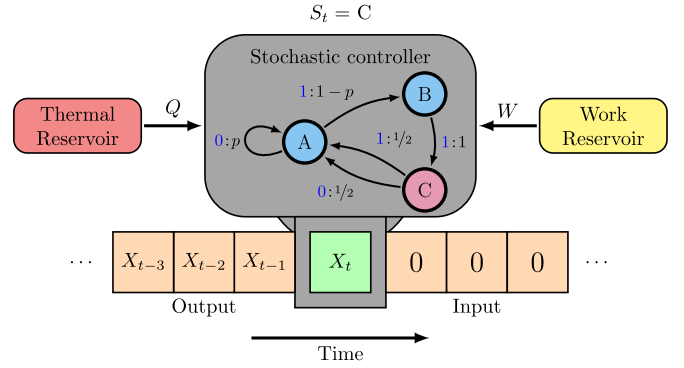 S_t = C
Stochastic controller
Thermal
Reservoir
Q
W
Work
Reservoir
1:1 − p
B
0:p
A
1:1/2
1:1
C
0:1/2
··· X_{t−3} X_{t−2} X_{t−1} X_t 0 0 0 ···
Output
Input
Time